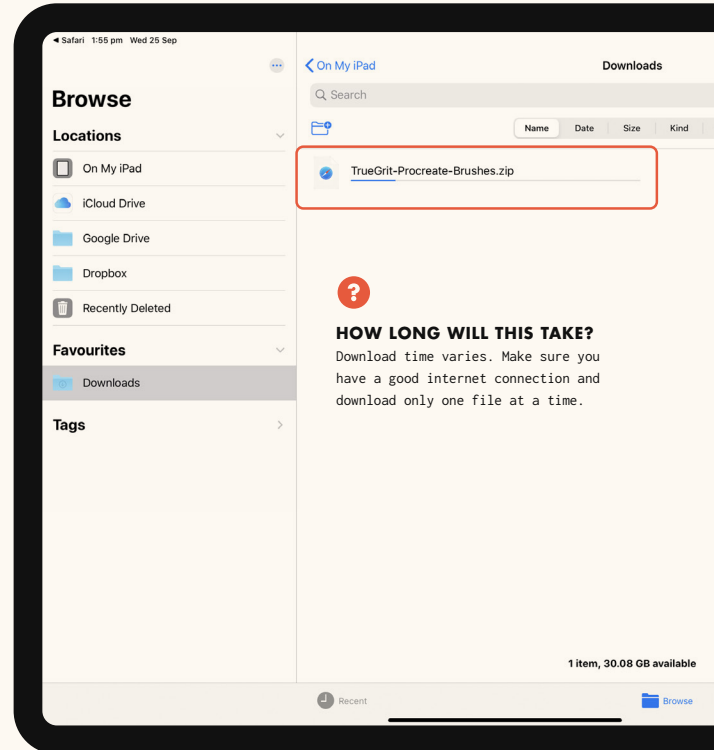 Safari 1:55 pm Wed 25 Sep
Browse
Locations
On My iPad
iCloud Drive
Google Drive
Dropbox
Recently Deleted
Favourites
Downloads
Tags
On My iPad
Downloads
Search
Name Date Size Kind
TrueGrit-Procreate-Brushes.zip
?
HOW LONG WILL THIS TAKE?
Download time varies. Make sure you
have a good internet connection and
download only one file at a time.
1 item, 30.08 GB available
Recent
Browse